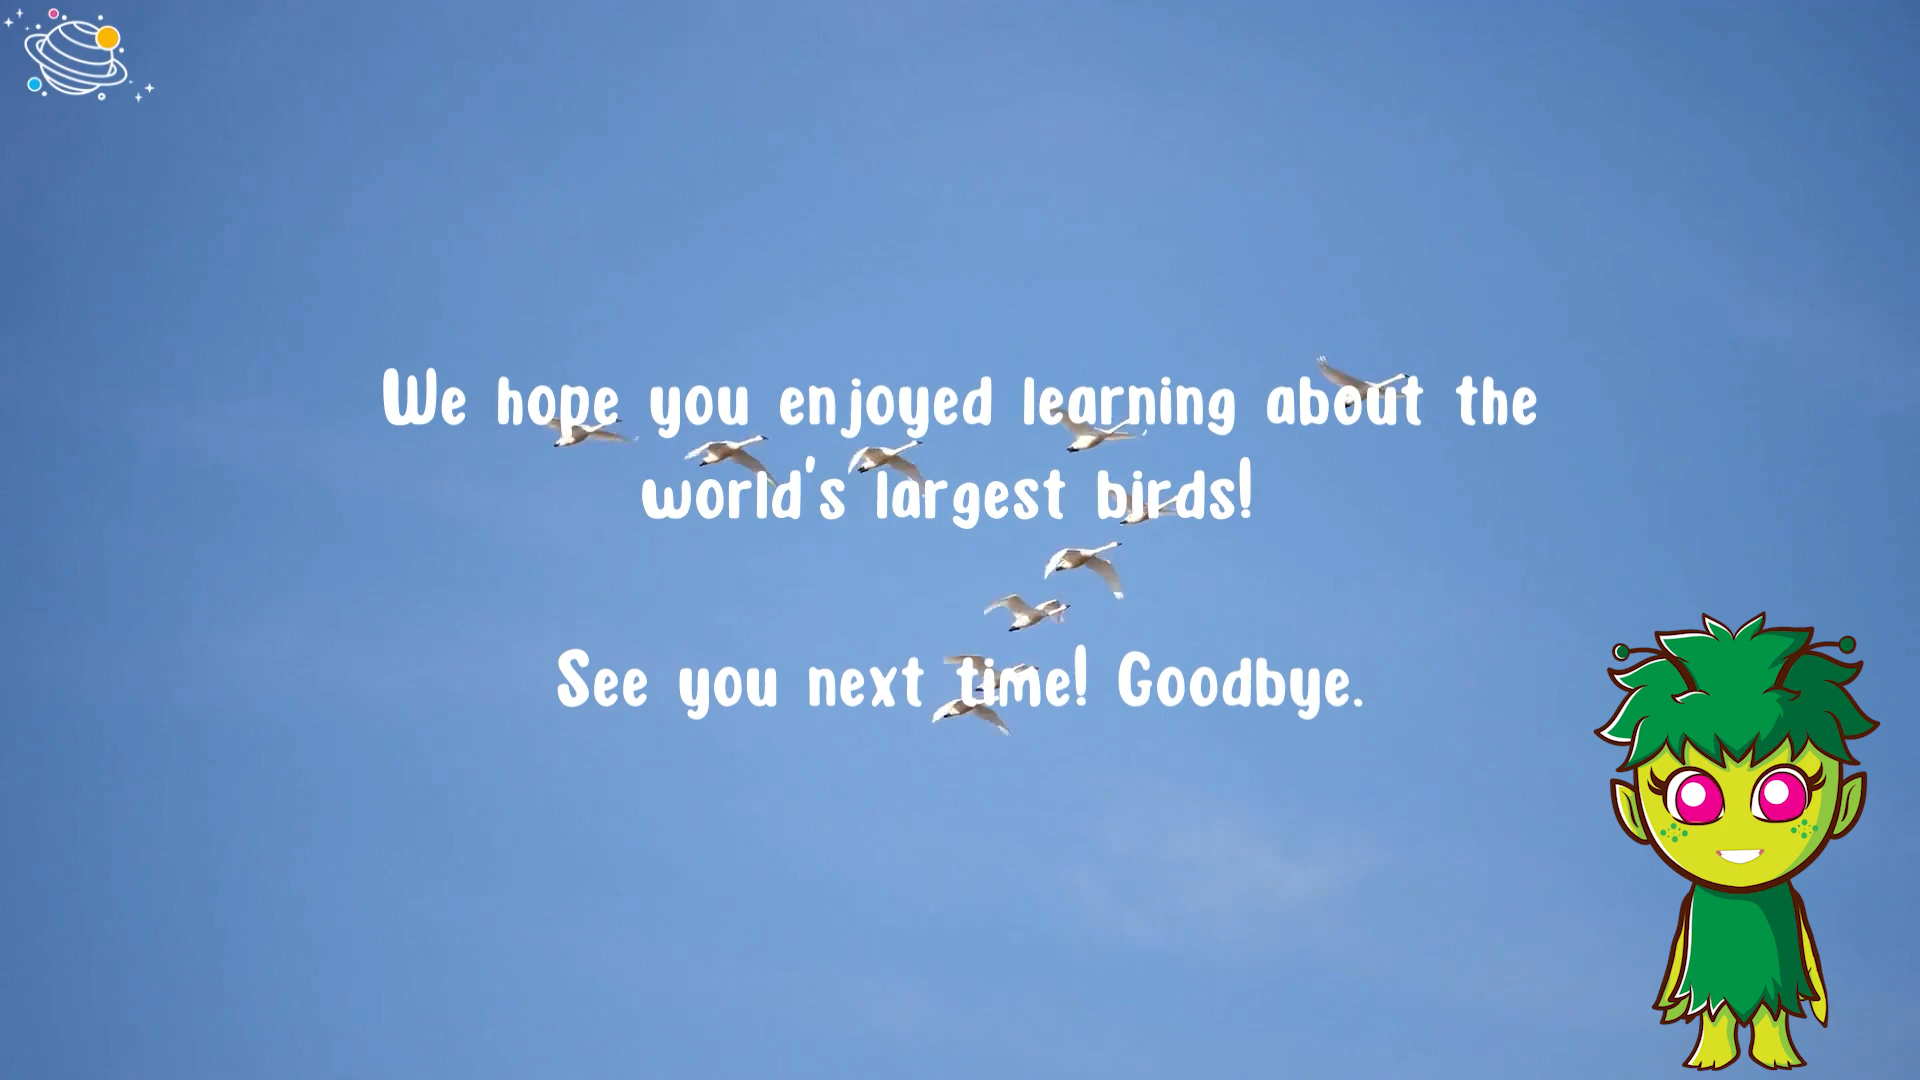 We hope you enjoyed learning about the
world's largest birds!
See you next time! Goodbye.